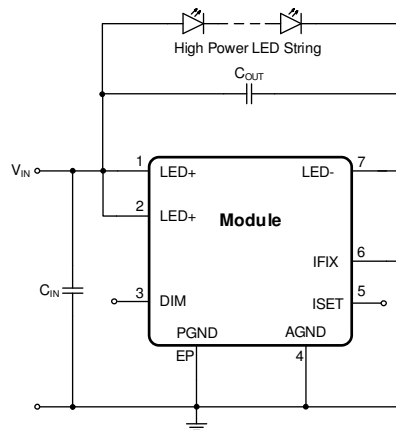 High Power LED String
COUT
VIN
1 LED+ LED- 7
2 LED+
Module
IFIX 6
CIN
3 DIM ISET 5
PGND AGND
EP 4